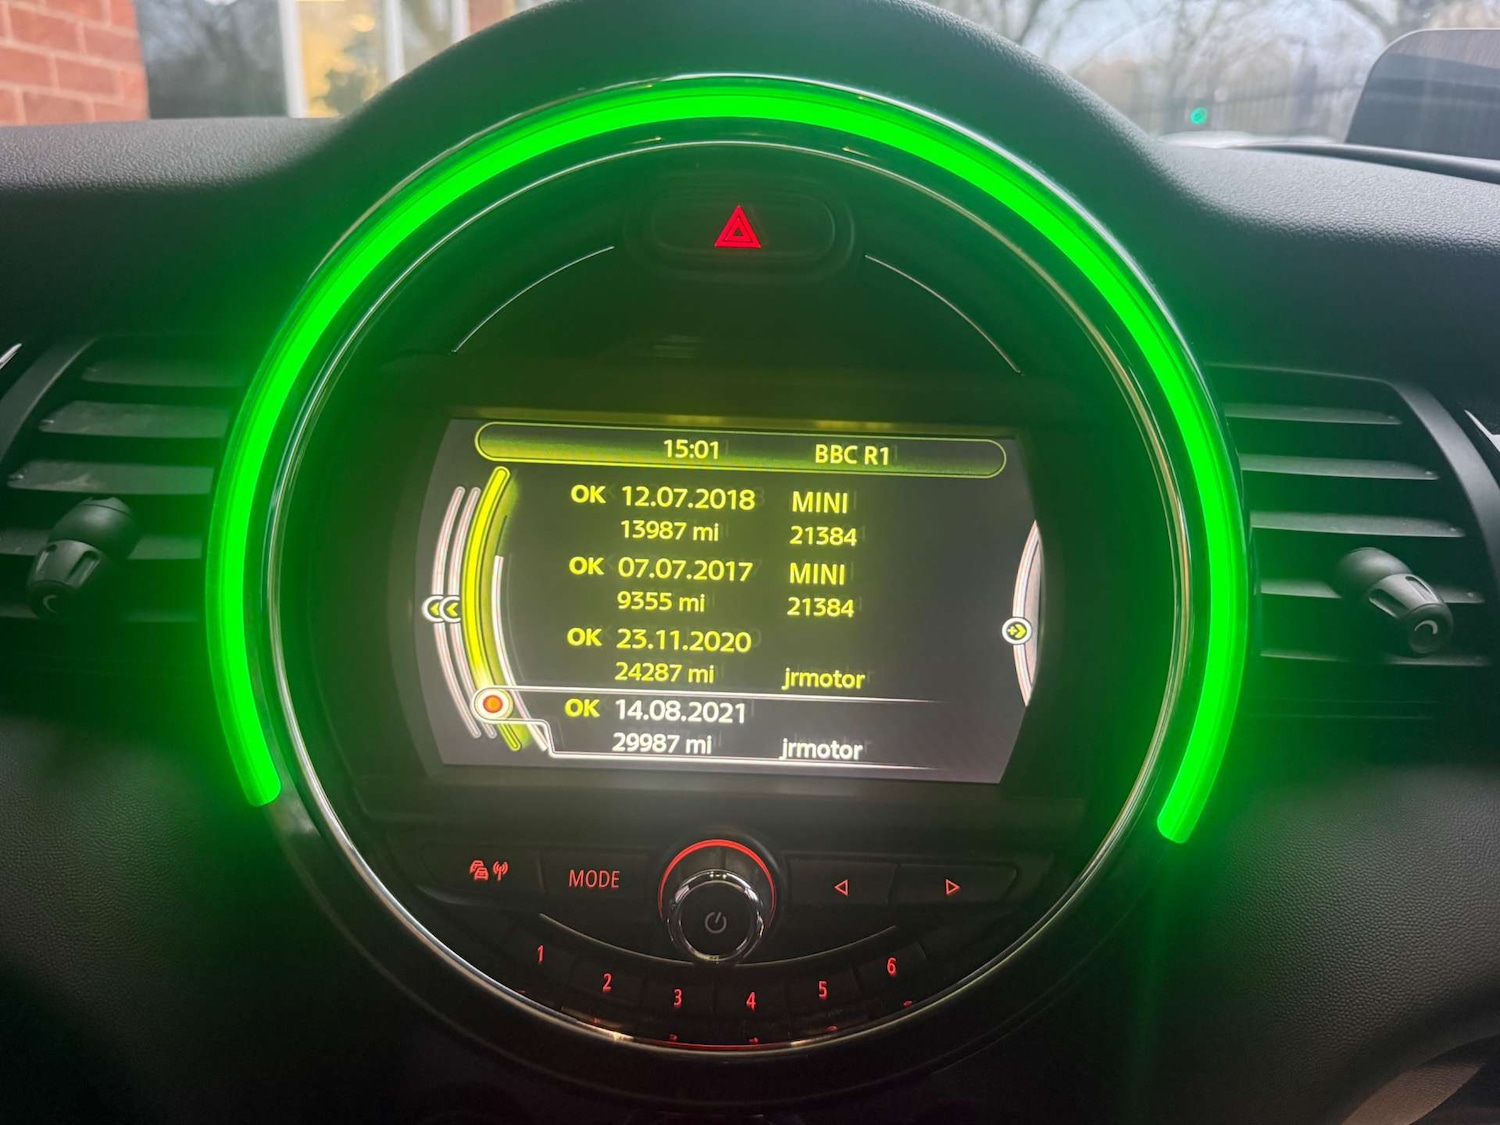 15:01 BBC R1
OK 12.07.2018 MINI
13987 mi 21384
OK 07.07.2017 MINI
9355 mi 21384
OK 23.11.2020
24287 mi jrmotor
OK 14.08.2021
29987 mi jrmotor
MODE
1 2 3 4 5 6